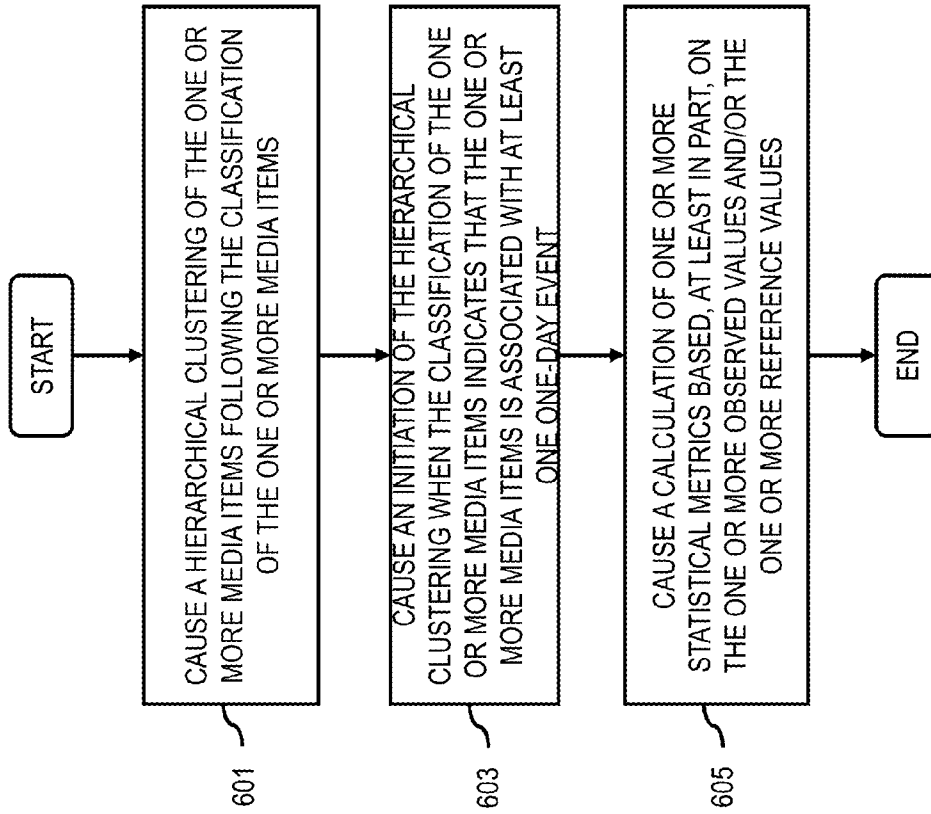 START
601
CAUSE A HIERARCHICAL CLUSTERING OF THE ONE OR
MORE MEDIA ITEMS FOLLOWING THE CLASSIFICATION
OF THE ONE OR MORE MEDIA ITEMS
603
CAUSE AN INITIATION OF THE HIERARCHICAL
CLUSTERING WHEN THE CLASSIFICATION OF THE ONE
OR MORE MEDIA ITEMS INDICATES THAT THE ONE OR
MORE MEDIA ITEMS IS ASSOCIATED WITH AT LEAST
ONE ONE-DAY EVENT
605
CAUSE A CALCULATION OF ONE OR MORE
STATISTICAL METRICS BASED, AT LEAST IN PART, ON
THE ONE OR MORE OBSERVED VALUES AND/OR THE
ONE OR MORE REFERENCE VALUES
END